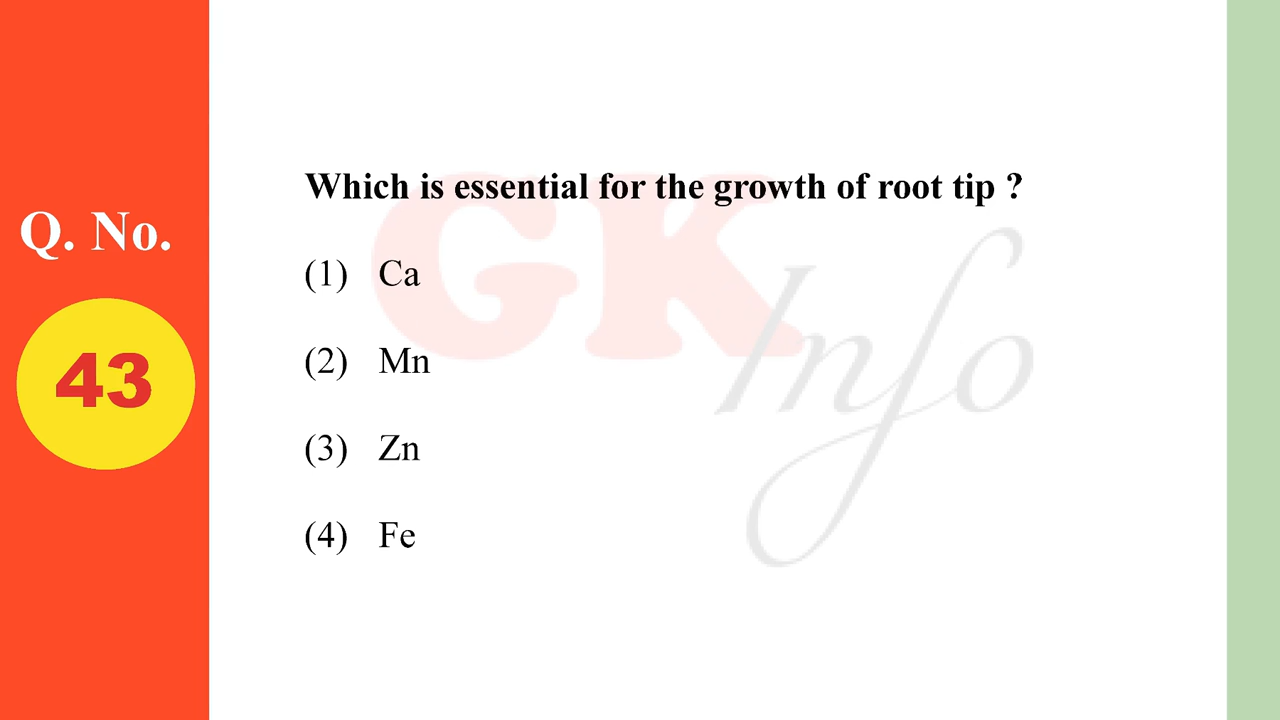 Q. No.
43
Which is essential for the growth of root tip ?
(1) Ca
(2) Mn
(3) Zn
(4) Fe
GK
Info